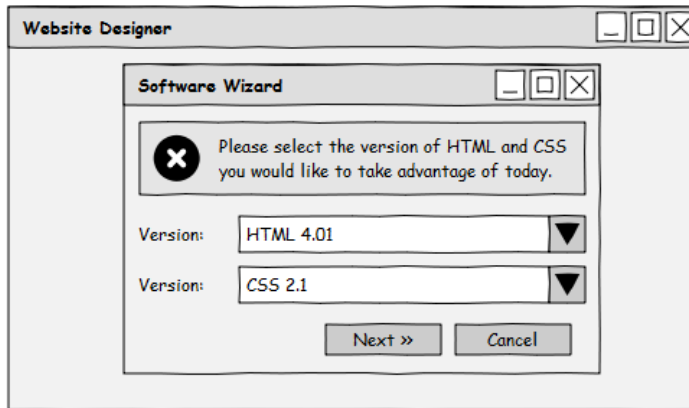 Website Designer
Software Wizard
Please select the version of HTML and CSS
you would like to take advantage of today.
Version: HTML 4.01
Version: CSS 2.1
Next »
Cancel